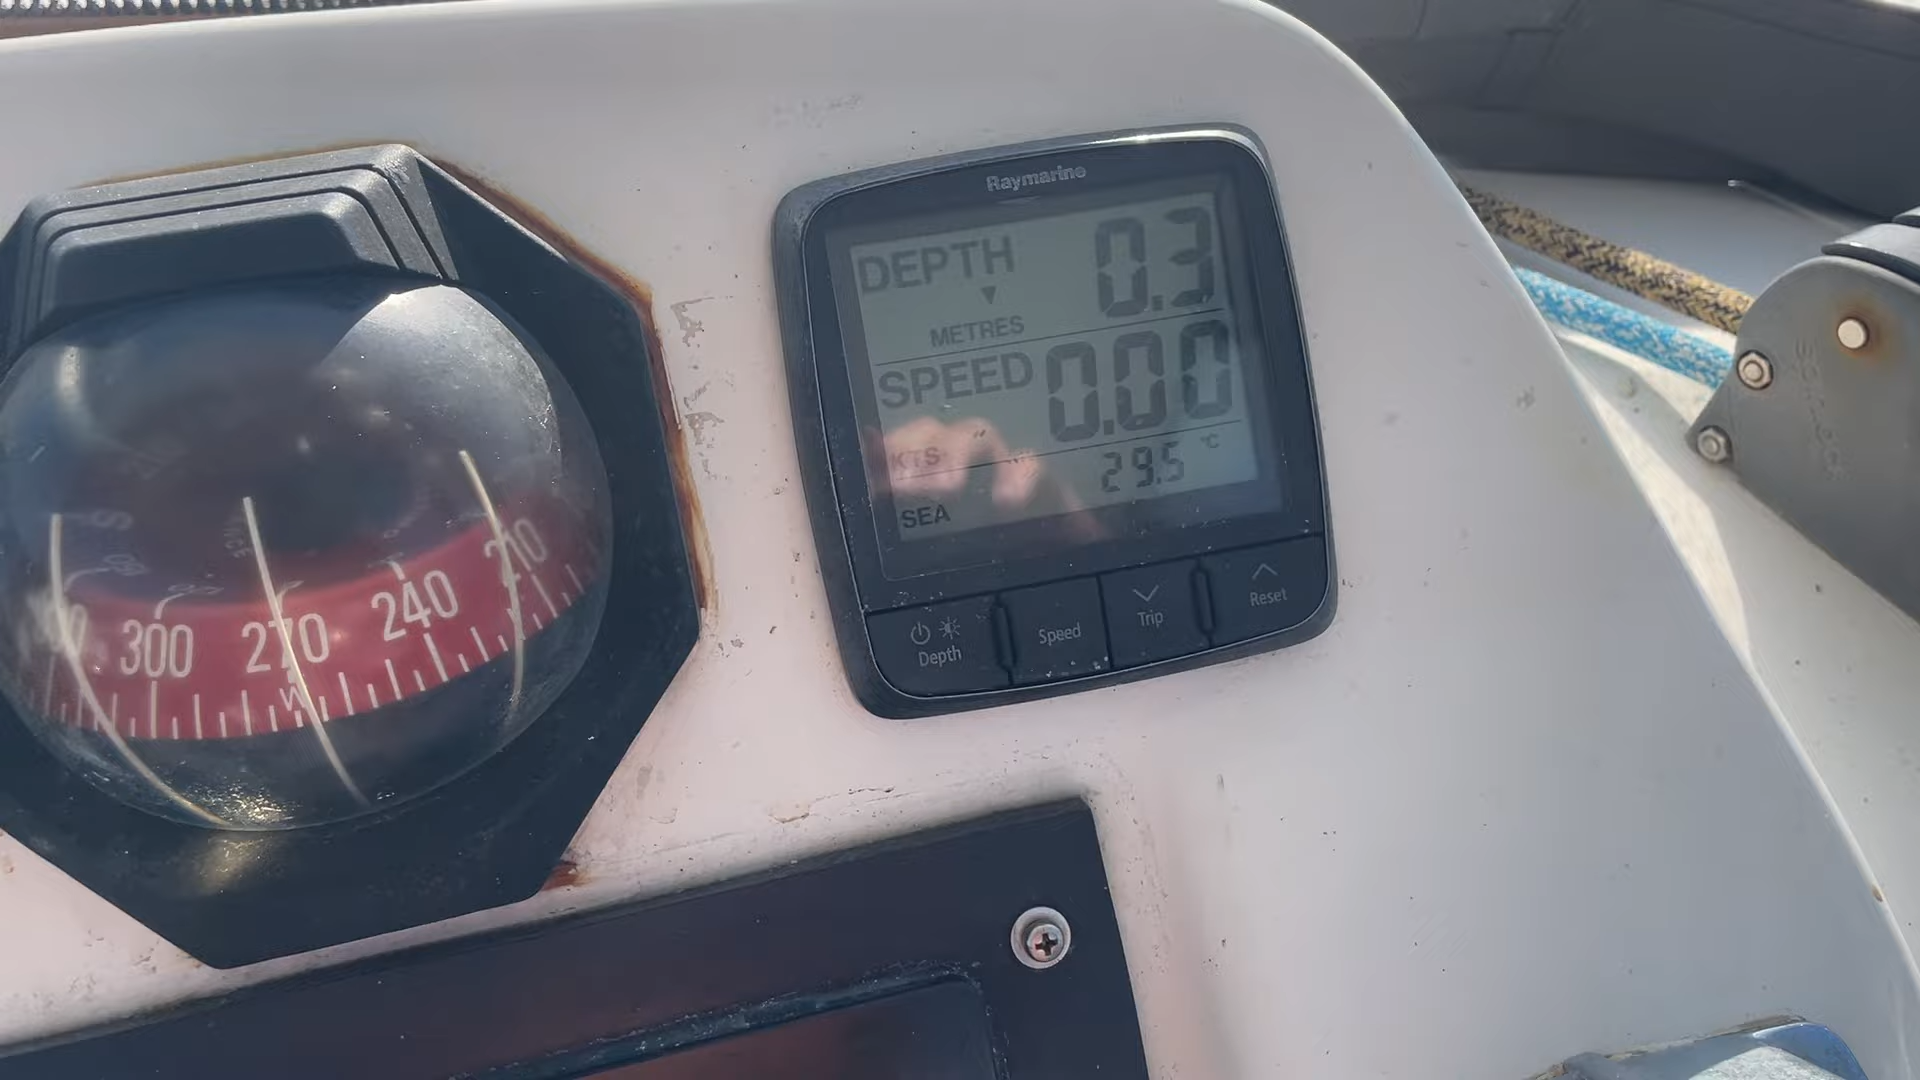 Raymarine
DEPTH 0.3
METRES
SPEED 0.00
KTS
29.5 °C
SEA
Depth
Speed
Trip
Reset
300 270 240 210
W